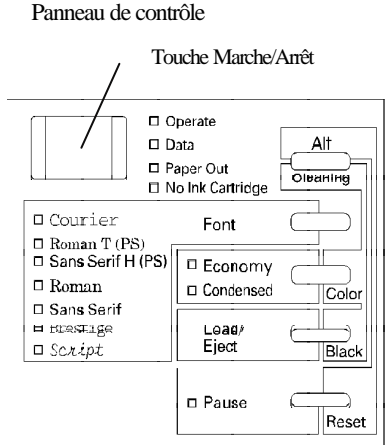 Panneau de contrôle
Touche Marche/Arrêt
Operate
Data
Paper Out
No Ink Cartridge
Alt
Cleaning
Courier
Roman T (PS)
Sans Serif H (PS)
Roman
Sans Serif
Prestige
Script
Font
Economy
Condensed
Color
Load/
Eject
Black
Pause
Reset